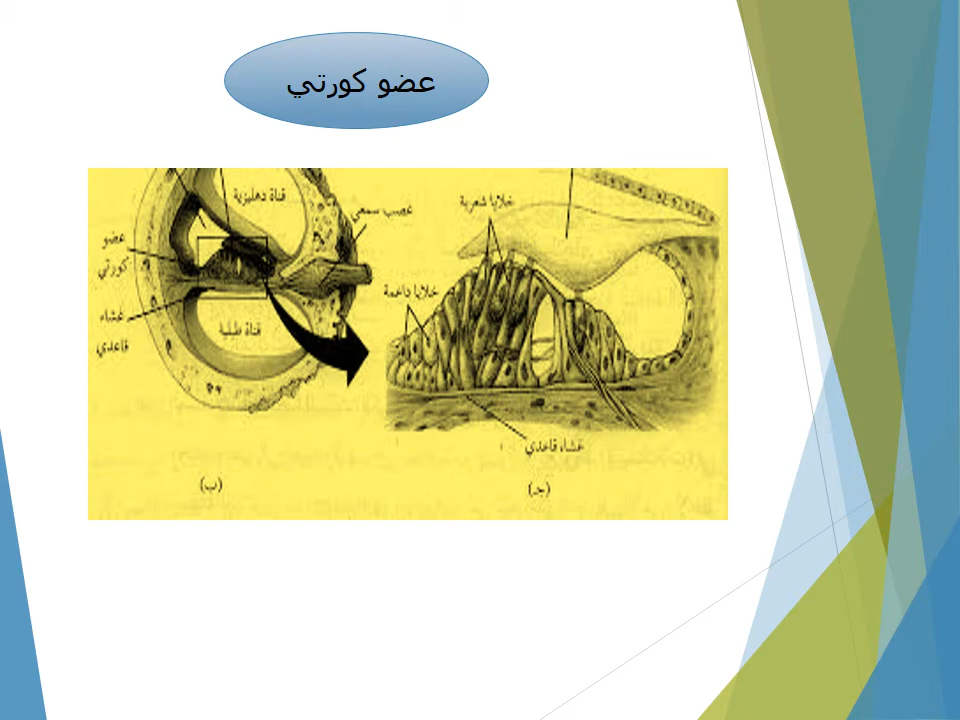 عضو كورتي
قناة دهليزية
عصب سمعي
عضو
كورتي
غشاء
قاعدي
قناة طبلية
(ب)
خلايا شعرية
خلايا داعمة
غشاء قاعدي
(جـ)